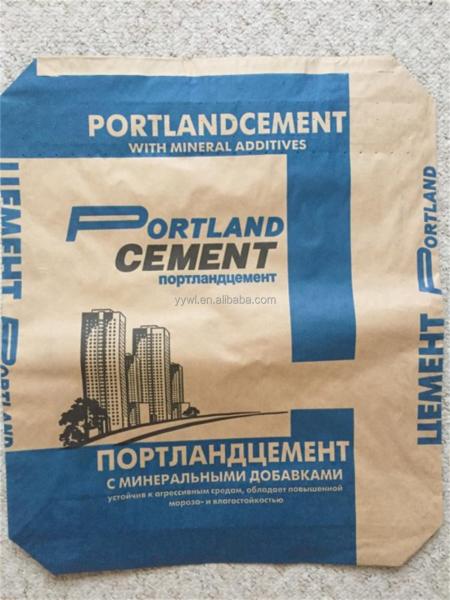 PORTLANDCEMENT
WITH MINERAL ADDITIVES
PORTLAND
CEMENT
портландцемент
yywl.en.alibaba.com
ПОРТЛАНДЦЕМЕНТ
С МИНЕРАЛЬНЫМИ ДОБАВКАМИ
устойчив к агрессивным средам, обладает повышенной
морозо- и влагостойкостью
ЦЕМЕНТ PORTLAND
ЦЕМЕНТ PORTLAND